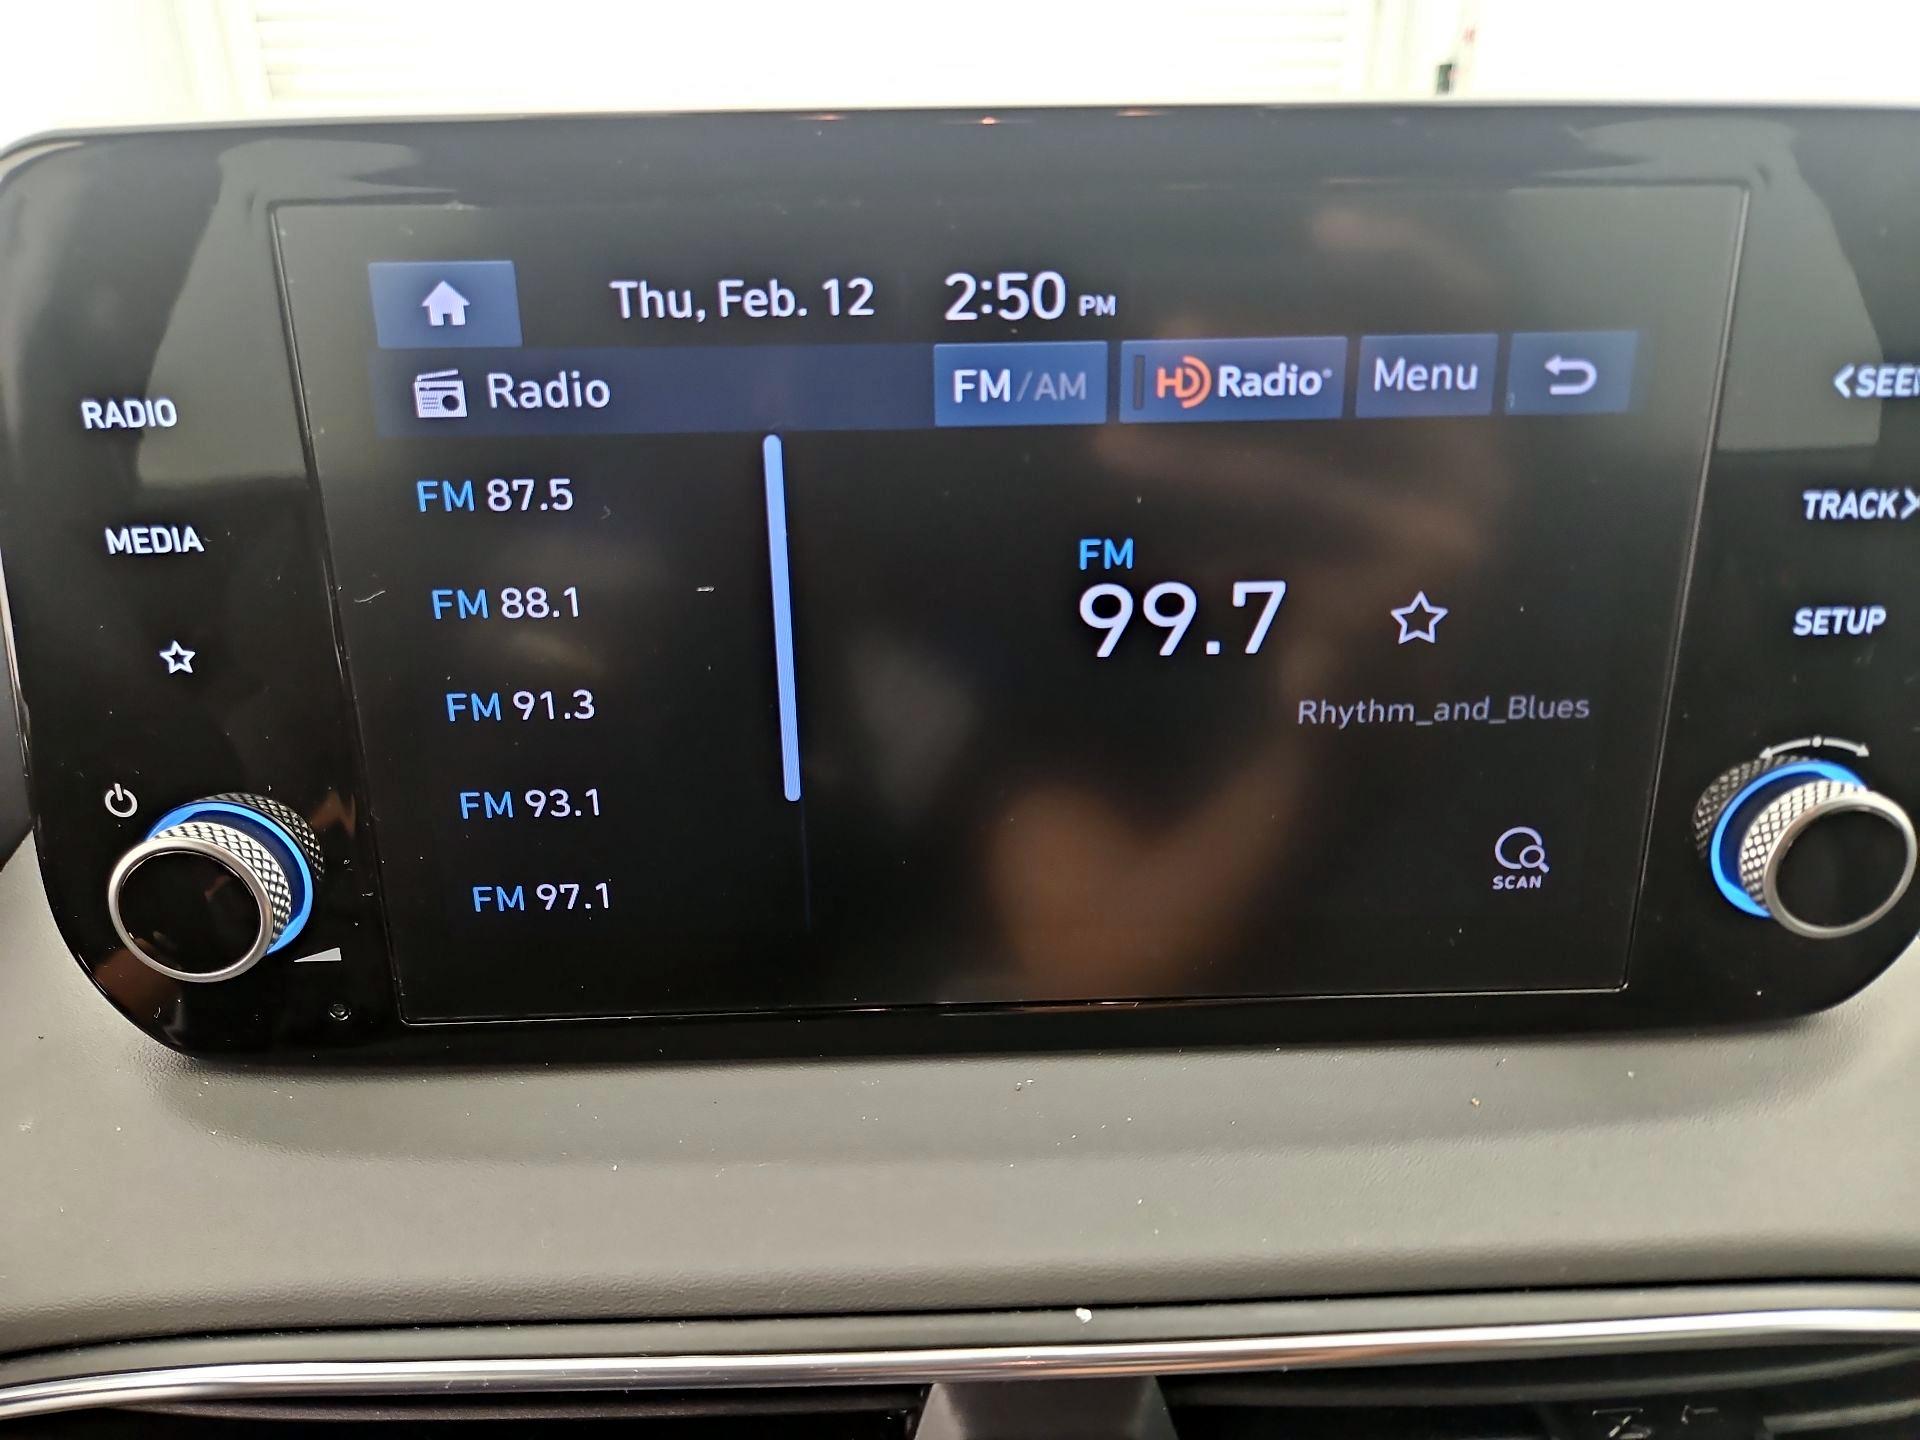 Thu, Feb. 12 2:50 PM
Radio FM/AM HD Radio® Menu
RADIO
MEDIA
FM 87.5
FM 88.1
FM 91.3
FM 93.1
FM 97.1
FM
99.7
Rhythm_and_Blues
SCAN
<SEE
TRACK>
SETUP